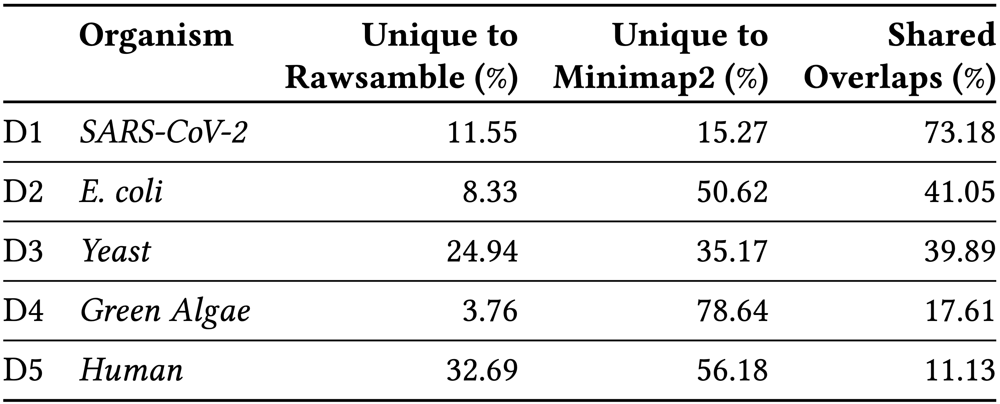 Organism Unique to Unique to Shared
Rawsamble (%) Minimap2 (%) Overlaps (%)
D1 SARS-CoV-2 11.55 15.27 73.18
D2 E. coli 8.33 50.62 41.05
D3 Yeast 24.94 35.17 39.89
D4 Green Algae 3.76 78.64 17.61
D5 Human 32.69 56.18 11.13